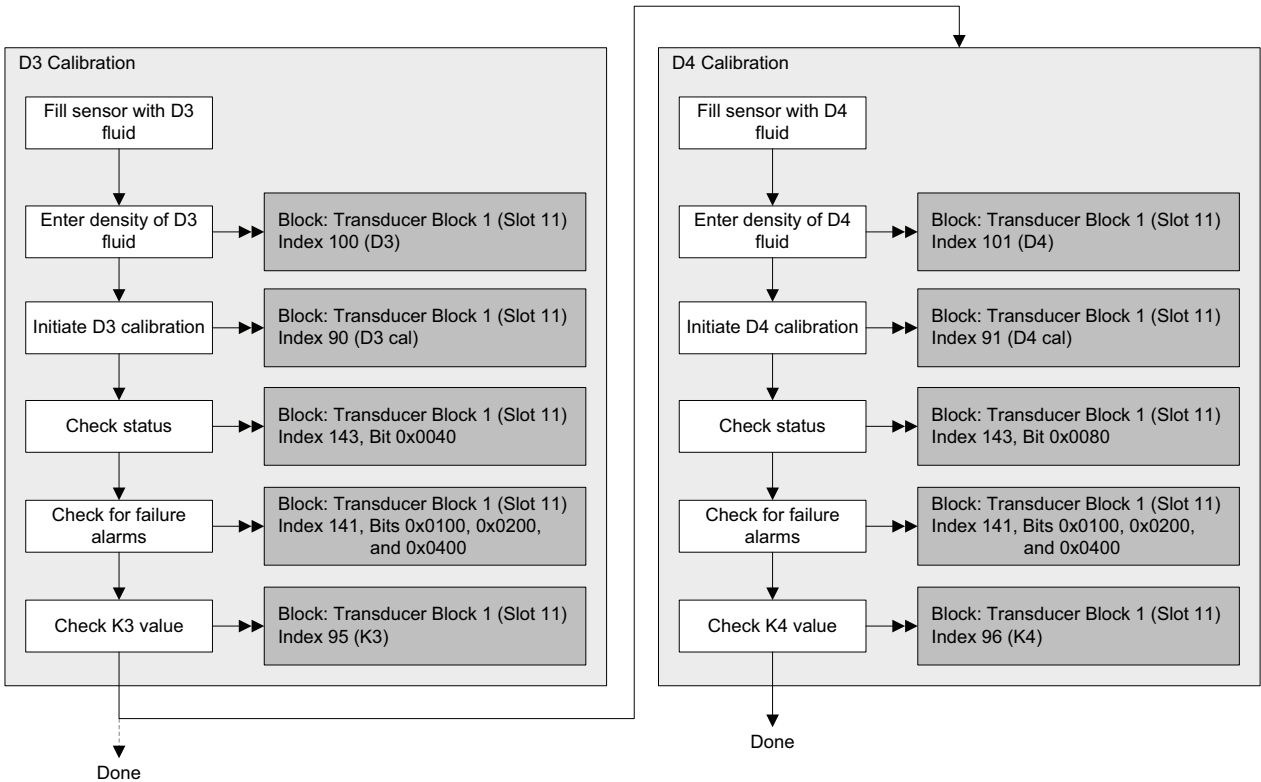 D3 Calibration
Fill sensor with D3
fluid
Enter density of D3
fluid
Block: Transducer Block 1 (Slot 11)
Index 100 (D3)
Initiate D3 calibration
Block: Transducer Block 1 (Slot 11)
Index 90 (D3 cal)
Check status
Block: Transducer Block 1 (Slot 11)
Index 143, Bit 0x0040
Check for failure
alarms
Block: Transducer Block 1 (Slot 11)
Index 141, Bits 0x0100, 0x0200,
and 0x0400
Check K3 value
Block: Transducer Block 1 (Slot 11)
Index 95 (K3)
Done
D4 Calibration
Fill sensor with D4
fluid
Enter density of D4
fluid
Block: Transducer Block 1 (Slot 11)
Index 101 (D4)
Initiate D4 calibration
Block: Transducer Block 1 (Slot 11)
Index 91 (D4 cal)
Check status
Block: Transducer Block 1 (Slot 11)
Index 143, Bit 0x0080
Check for failure
alarms
Block: Transducer Block 1 (Slot 11)
Index 141, Bits 0x0100, 0x0200,
and 0x0400
Check K4 value
Block: Transducer Block 1 (Slot 11)
Index 96 (K4)
Done